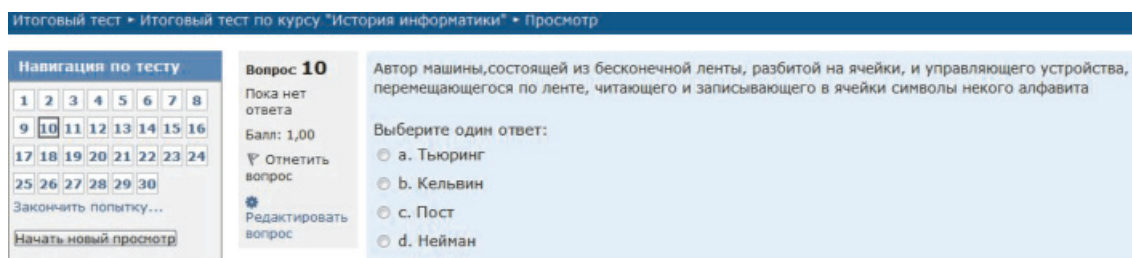 Итоговый тест ▸ Итоговый тест по курсу "История информатики" ▸ Просмотр
Навигация по тесту
1 2 3 4 5 6 7 8
9 10 11 12 13 14 15 16
17 18 19 20 21 22 23 24
25 26 27 28 29 30
Закончить попытку...
Начать новый просмотр
Вопрос 10
Пока нет
ответа
Балл: 1,00
Отметить
вопрос
Редактировать
вопрос
Автор машины,состоящей из бесконечной ленты, разбитой на ячейки, и управляющего устройства,
перемещающегося по ленте, читающего и записывающего в ячейки символы некого алфавита
Выберите один ответ:
a. Тьюринг
b. Кельвин
c. Пост
d. Нейман